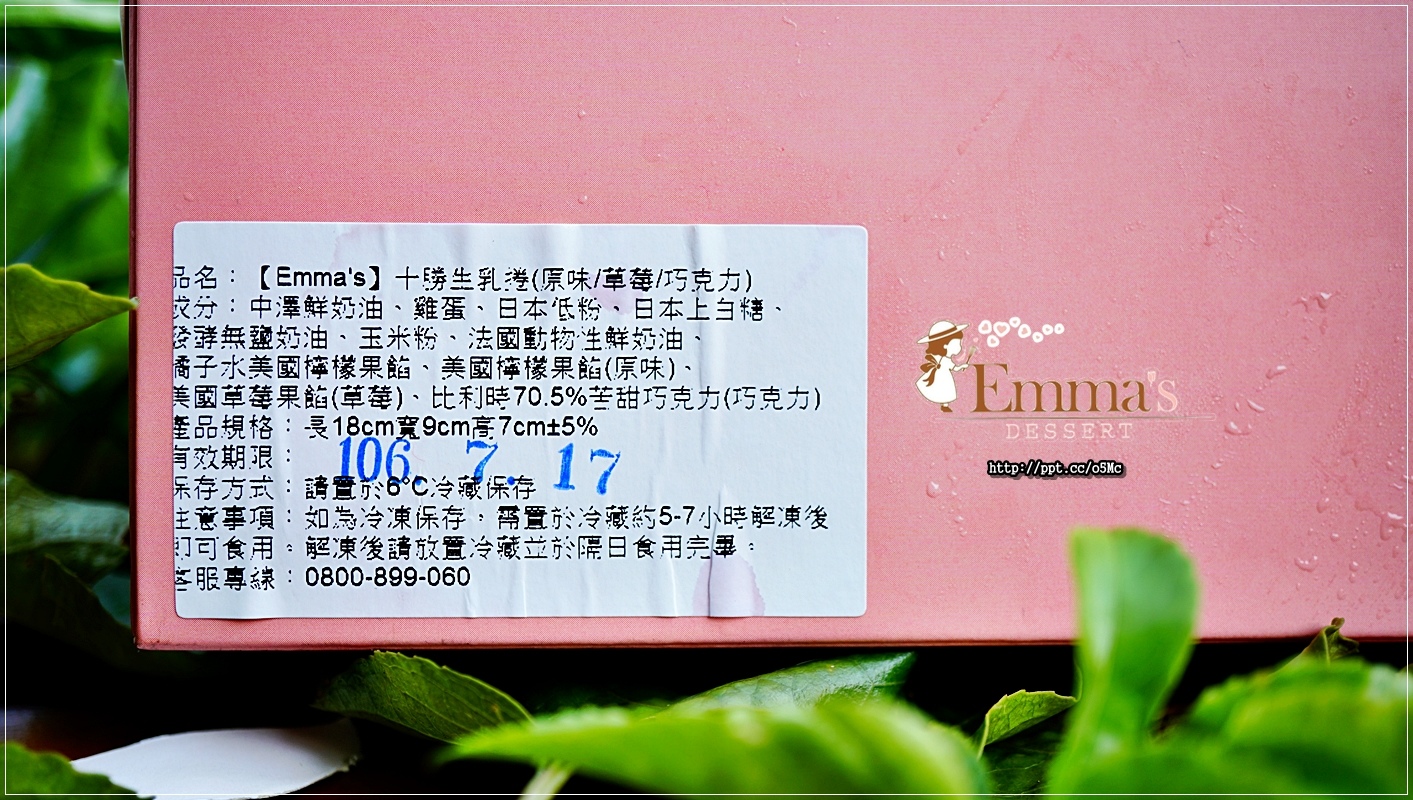 品名：【Emma's】十勝生乳捲(原味/草莓/巧克力)
成分：中澤鮮奶油、雞蛋、日本低粉、日本上白糖、
發酵無鹽奶油、玉米粉、法國動物性鮮奶油、
橘子水美國檸檬果餡、美國檸檬果餡(原味)、
美國草莓果餡(草莓)、比利時70.5%苦甜巧克力(巧克力)
產品規格：長18cm寬9cm高7cm±5%
有效期限： 106. 7. 17
保存方式：請置於6°C冷藏保存
注意事項：如為冷凍保存，需置於冷藏約5-7小時解凍後
即可食用。解凍後請放置冷藏並於隔日食用完畢。
客服專線：0800-899-060
Emma's
DESSERT
http://ppt.cc/o5Mc